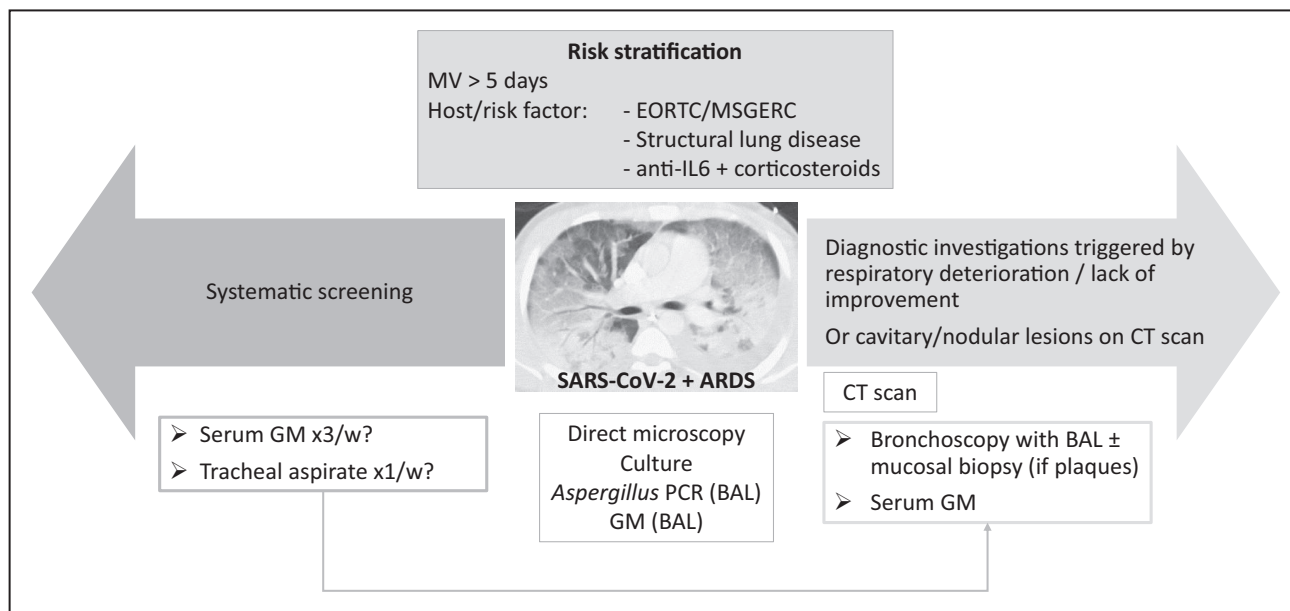 Risk stratification
MV > 5 days
Host/risk factor: - EORTC/MSGERC
- Structural lung disease
- anti-IL6 + corticosteroids
Systematic screening
Diagnostic investigations triggered by
respiratory deterioration / lack of
improvement
Or cavitary/nodular lesions on CT scan
SARS-CoV-2 + ARDS
➢ Serum GM x3/w?
➢ Tracheal aspirate x1/w?
Direct microscopy
Culture
Aspergillus PCR (BAL)
GM (BAL)
CT scan
➢ Bronchoscopy with BAL ±
mucosal biopsy (if plaques)
➢ Serum GM